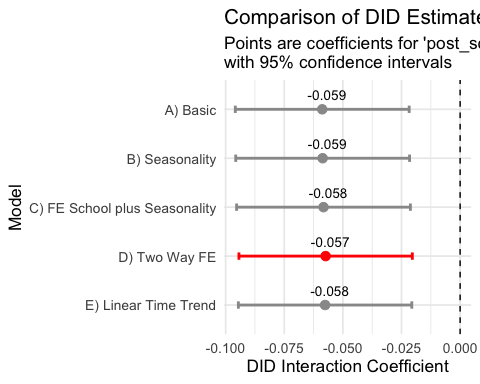 Comparison of DID Estimate
Points are coefficients for 'post_sc
with 95% confidence intervals
-0.059
A) Basic
-0.059
B) Seasonality
-0.058
C) FE School plus Seasonality
-0.057
D) Two Way FE
-0.058
E) Linear Time Trend
Model
-0.100 -0.075 -0.050 -0.025 0.000
DID Interaction Coefficient